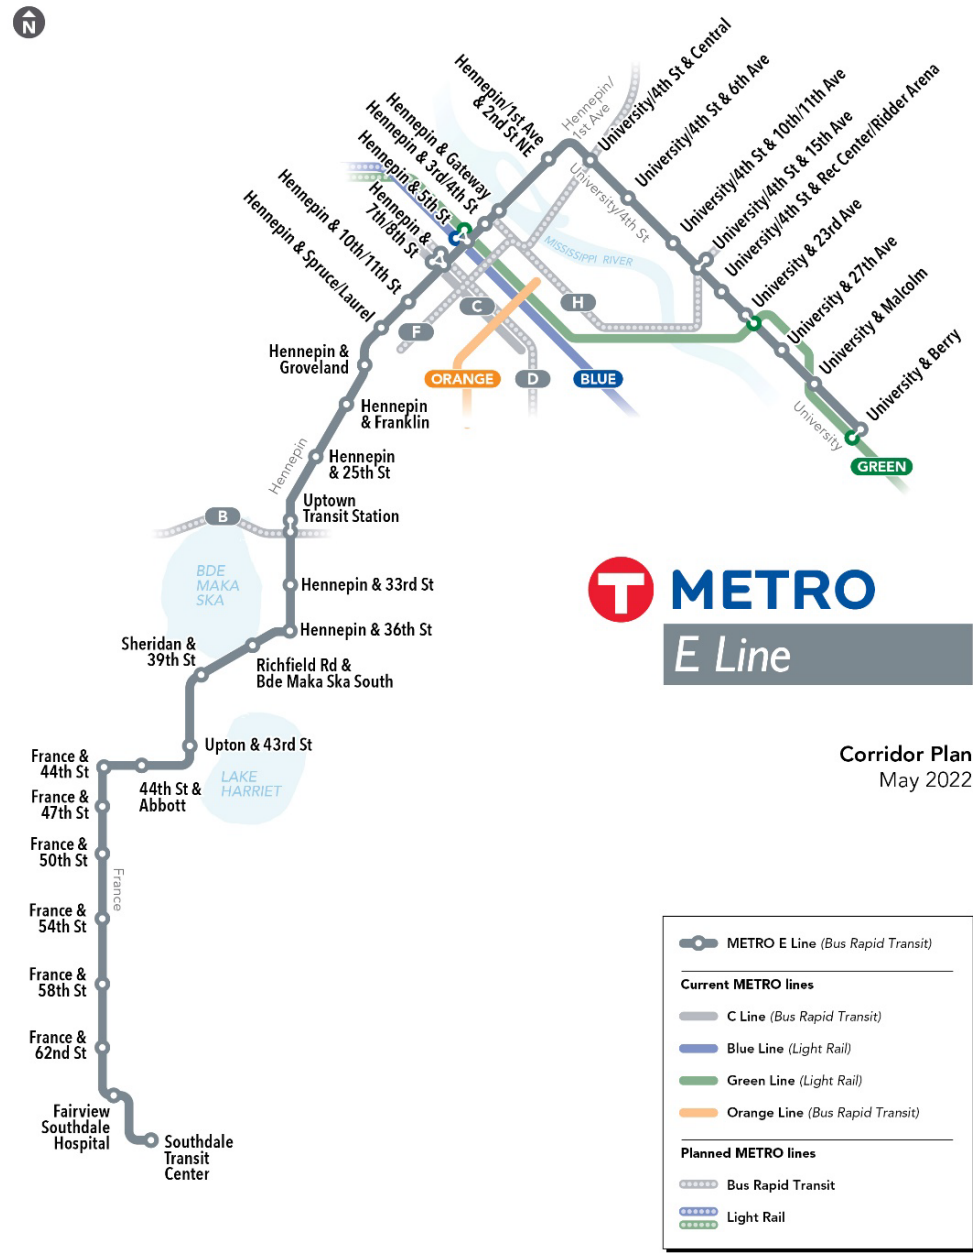 N
Hennepin/1st Ave
& 2nd St NE
Hennepin/
1st Ave
University/4th St & Central
University/4th St & 6th Ave
University/4th St & 10th/11th Ave
University/4th St & 15th Ave
University/4th St & Rec Center/Ridder Arena
University & 23rd Ave
University & 27th Ave
University & Malcolm
University & Berry
Hennepin & Gateway
Hennepin & 3rd/4th St
Hennepin & 5th St
Hennepin &
7th/8th St
Hennepin & 10th/11th St
Hennepin & Spruce/Laurel
University/4th St
MISSISSIPPI RIVER
H
C
F
ORANGE
D
BLUE
University
GREEN
Hennepin &
Groveland
Hennepin
& Franklin
Hennepin
Hennepin
& 25th St
Uptown
Transit Station
B
BDE
MAKA
SKA
Hennepin & 33rd St
Hennepin & 36th St
Sheridan &
39th St
Richfield Rd &
Bde Maka Ska South
T METRO
E Line
Upton & 43rd St
LAKE
HARRIET
France &
44th St
44th St &
Abbott
France &
47th St
France &
50th St
France
France &
54th St
France &
58th St
France &
62nd St
Fairview
Southdale
Hospital
Southdale
Transit
Center
Corridor Plan
May 2022
METRO E Line (Bus Rapid Transit)
Current METRO lines
C Line (Bus Rapid Transit)
Blue Line (Light Rail)
Green Line (Light Rail)
Orange Line (Bus Rapid Transit)
Planned METRO lines
Bus Rapid Transit
Light Rail